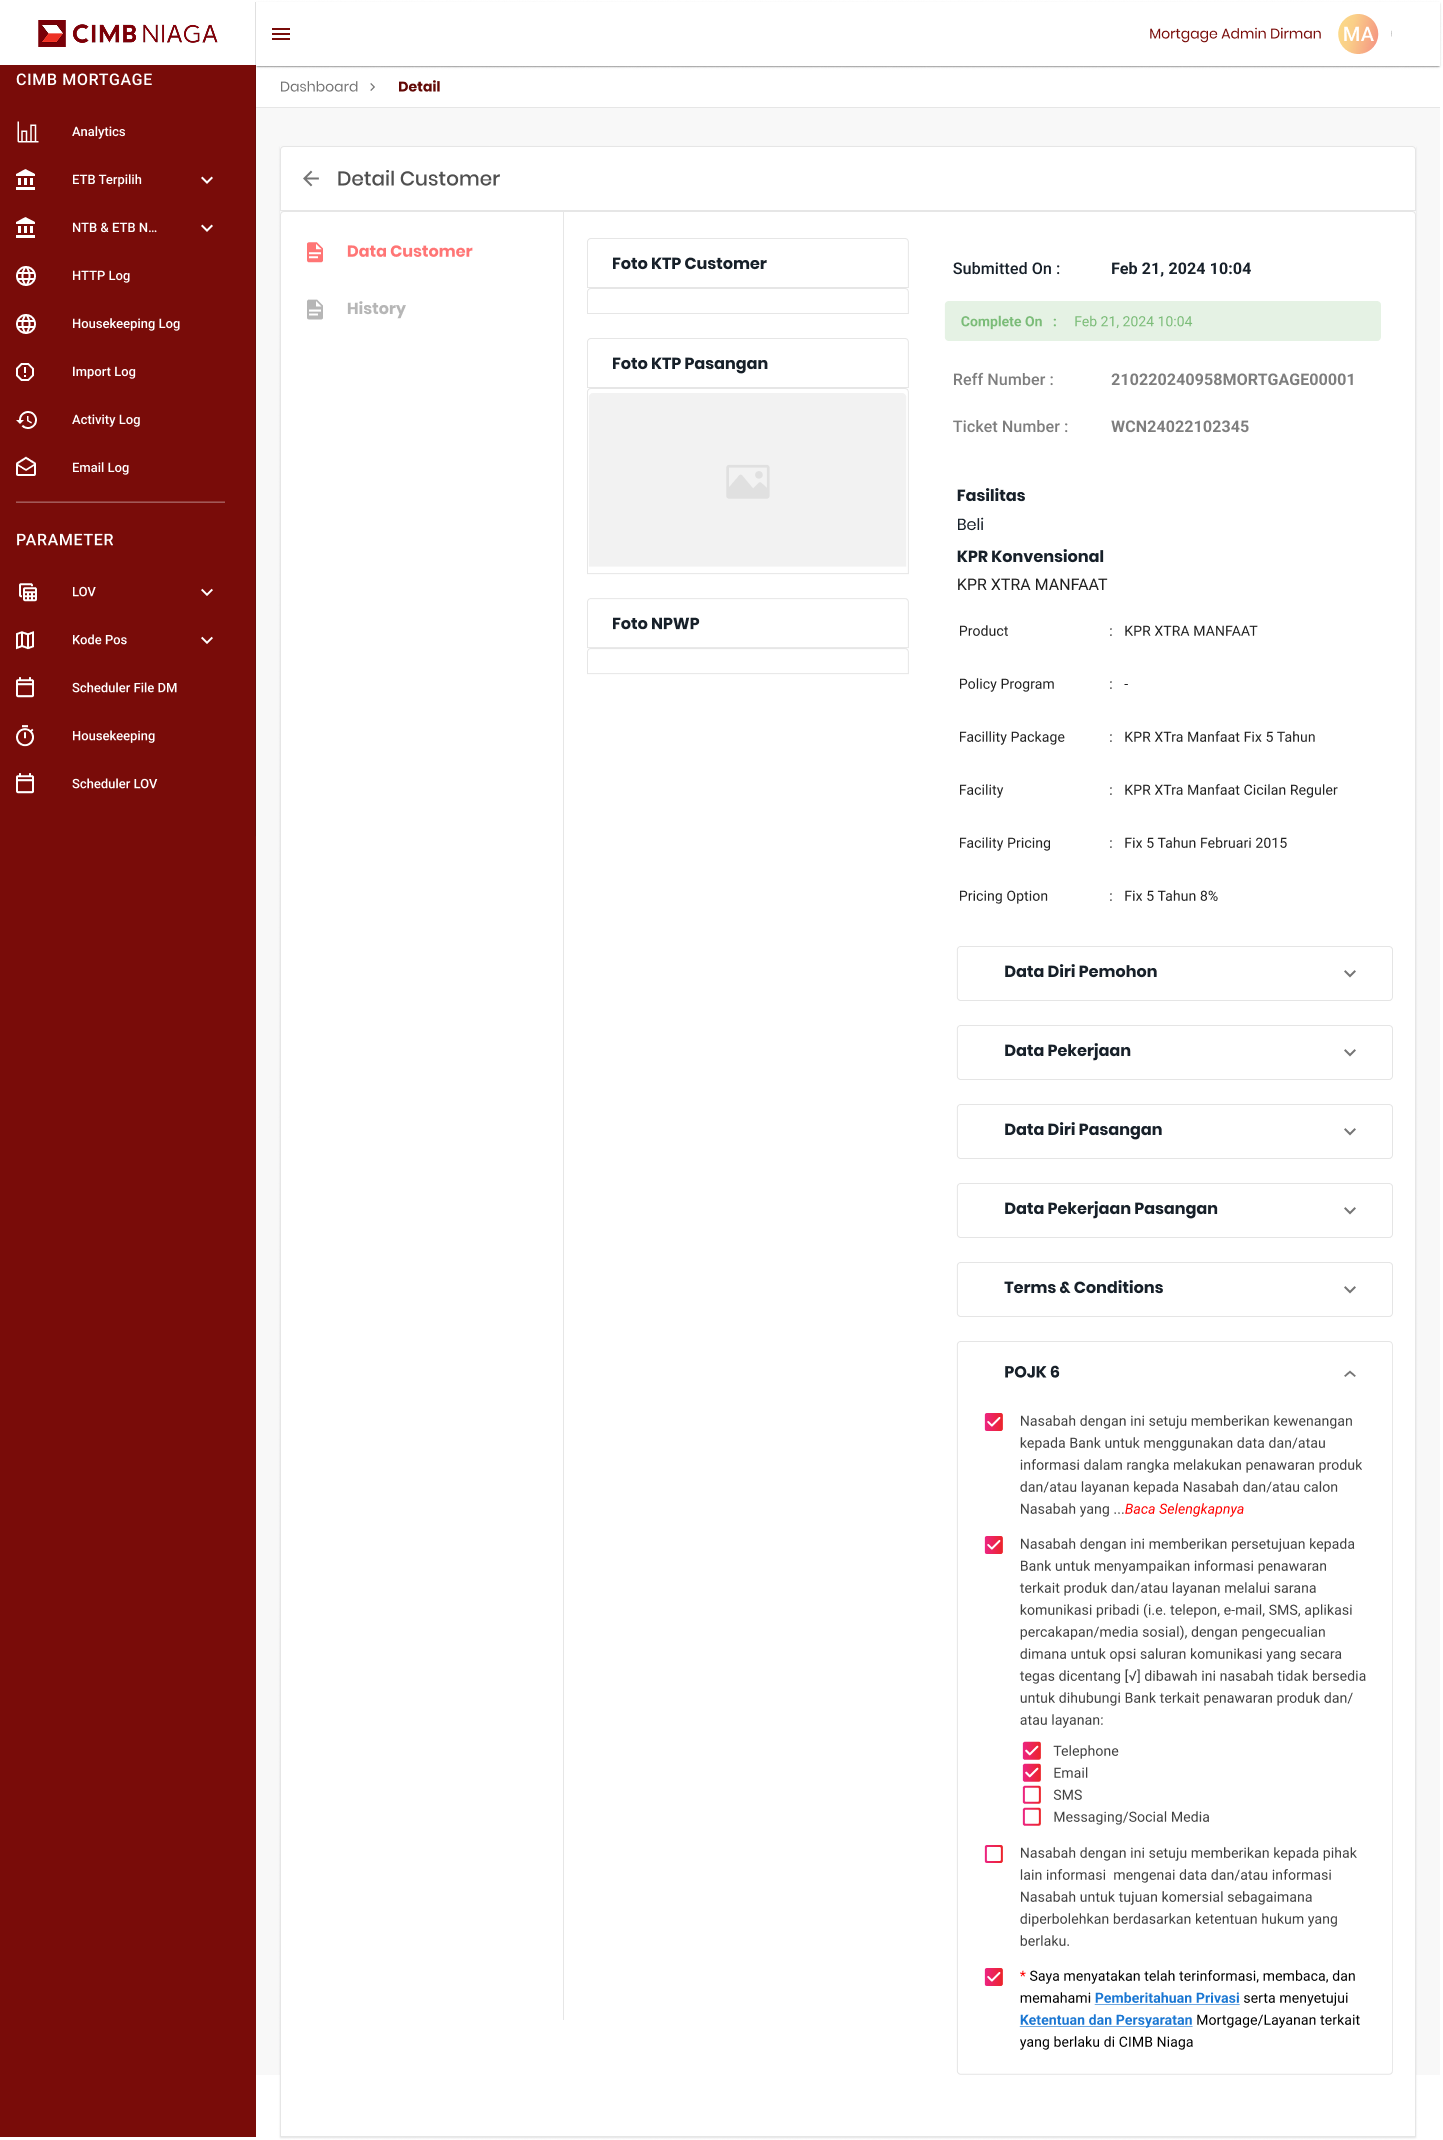 CIMB NIAGA
Mortgage Admin Dirman
MA
CIMB MORTGAGE
Analytics
ETB Terpilih
NTB & ETB N...
HTTP Log
Housekeeping Log
Import Log
Activity Log
Email Log
PARAMETER
LOV
Kode Pos
Scheduler File DM
Housekeeping
Scheduler LOV
Dashboard > Detail
Detail Customer
Data Customer
History
Foto KTP Customer
Foto KTP Pasangan
Foto NPWP
Submitted On : Feb 21, 2024 10:04
Complete On : Feb 21, 2024 10:04
Reff Number : 210220240958MORTGAGE00001
Ticket Number : WCN24022102345
Fasilitas
Beli
KPR Konvensional
KPR XTRA MANFAAT
Product : KPR XTRA MANFAAT
Policy Program : -
Facillity Package : KPR XTra Manfaat Fix 5 Tahun
Facility : KPR XTra Manfaat Cicilan Reguler
Facility Pricing : Fix 5 Tahun Februari 2015
Pricing Option : Fix 5 Tahun 8%
Data Diri Pemohon
Data Pekerjaan
Data Diri Pasangan
Data Pekerjaan Pasangan
Terms & Conditions
POJK 6
Nasabah dengan ini setuju memberikan kewenangan
kepada Bank untuk menggunakan data dan/atau
informasi dalam rangka melakukan penawaran produk
dan/atau layanan kepada Nasabah dan/atau calon
Nasabah yang ...Baca Selengkapnya
Nasabah dengan ini memberikan persetujuan kepada
Bank untuk menyampaikan informasi penawaran
terkait produk dan/atau layanan melalui sarana
komunikasi pribadi (i.e. telepon, e-mail, SMS, aplikasi
percakapan/media sosial), dengan pengecualian
dimana untuk opsi saluran komunikasi yang secara
tegas dicentang [√] dibawah ini nasabah tidak bersedia
untuk dihubungi Bank terkait penawaran produk dan/
atau layanan:
Telephone
Email
SMS
Messaging/Social Media
Nasabah dengan ini setuju memberikan kepada pihak
lain informasi mengenai data dan/atau informasi
Nasabah untuk tujuan komersial sebagaimana
diperbolehkan berdasarkan ketentuan hukum yang
berlaku.
* Saya menyatakan telah terinformasi, membaca, dan
memahami Pemberitahuan Privasi serta menyetujui
Ketentuan dan Persyaratan Mortgage/Layanan terkait
yang berlaku di CIMB Niaga